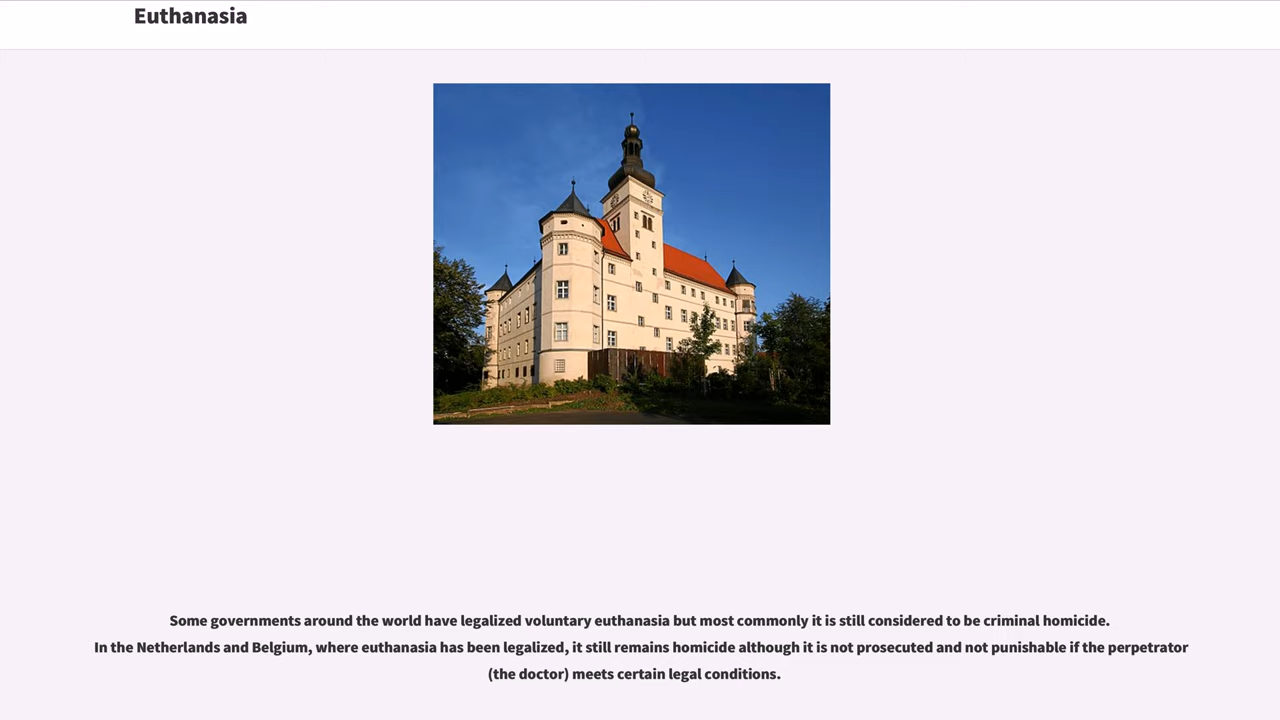 Euthanasia
Some governments around the world have legalized voluntary euthanasia but most commonly it is still considered to be criminal homicide.
In the Netherlands and Belgium, where euthanasia has been legalized, it still remains homicide although it is not prosecuted and not punishable if the perpetrator
(the doctor) meets certain legal conditions.